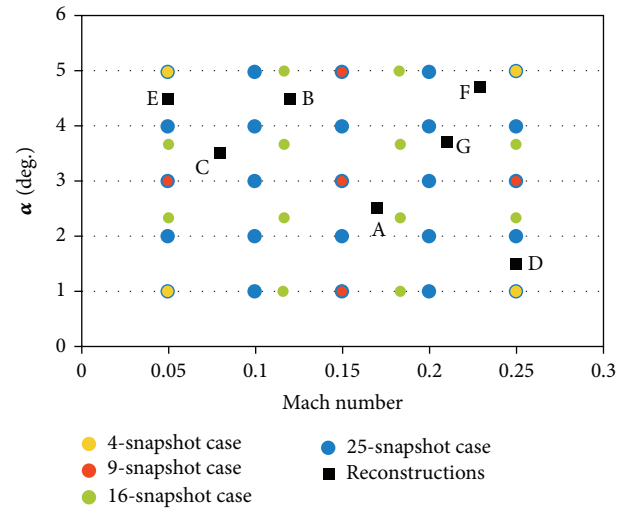 6
5
E
B
F
4
G
C
α (deg.)
3
A
2
D
1
0
0
0.05
0.1
0.15
0.2
0.25
0.3
Mach number
4-snapshot case
25-snapshot case
9-snapshot case
Reconstructions
16-snapshot case